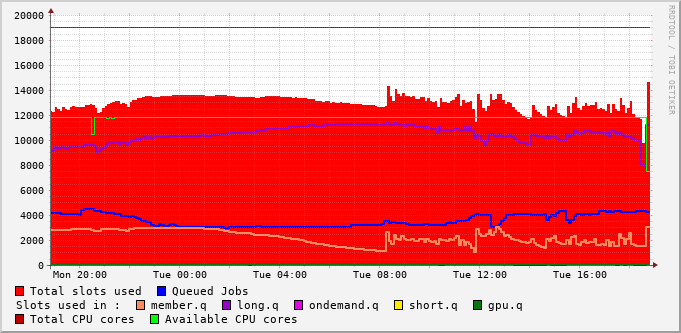 20000
18000
16000
14000
12000
10000
8000
6000
4000
2000
0
Mon 20:00 Tue 00:00 Tue 04:00 Tue 08:00 Tue 12:00 Tue 16:00
Total slots used Queued Jobs
Slots used in : member.q long.q ondemand.q short.q gpu.q
Total CPU cores Available CPU cores
RRDTOOL / TOBI OETIKER